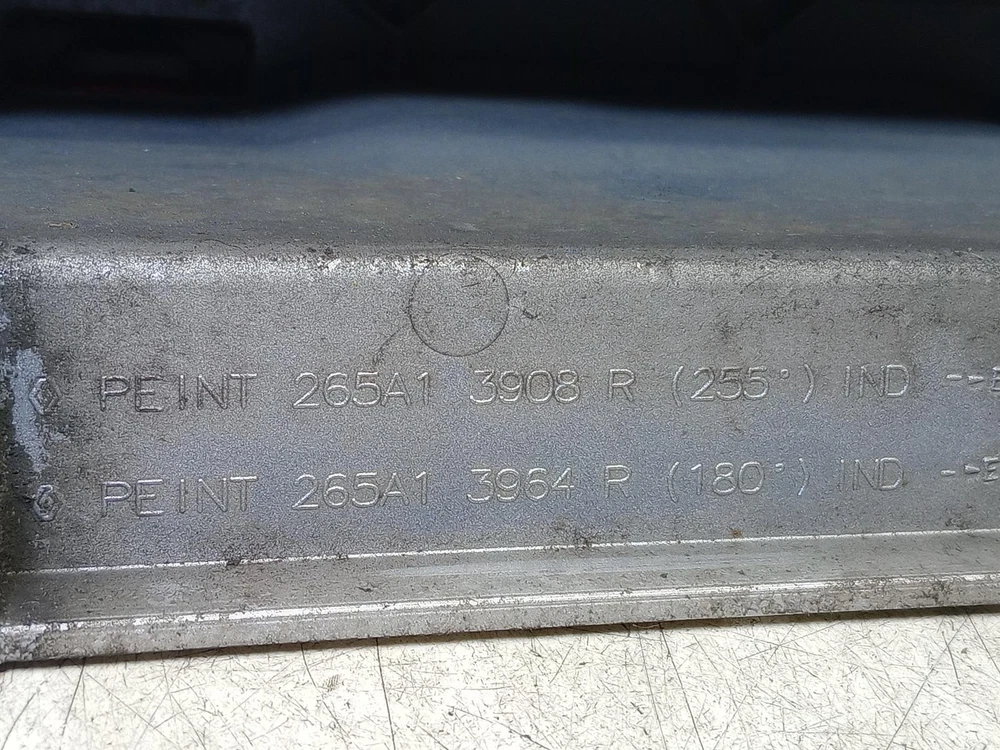 PEINT 265A1 3908 R (255°) IND --E
PEINT 265A1 3964 R (180°) IND --E